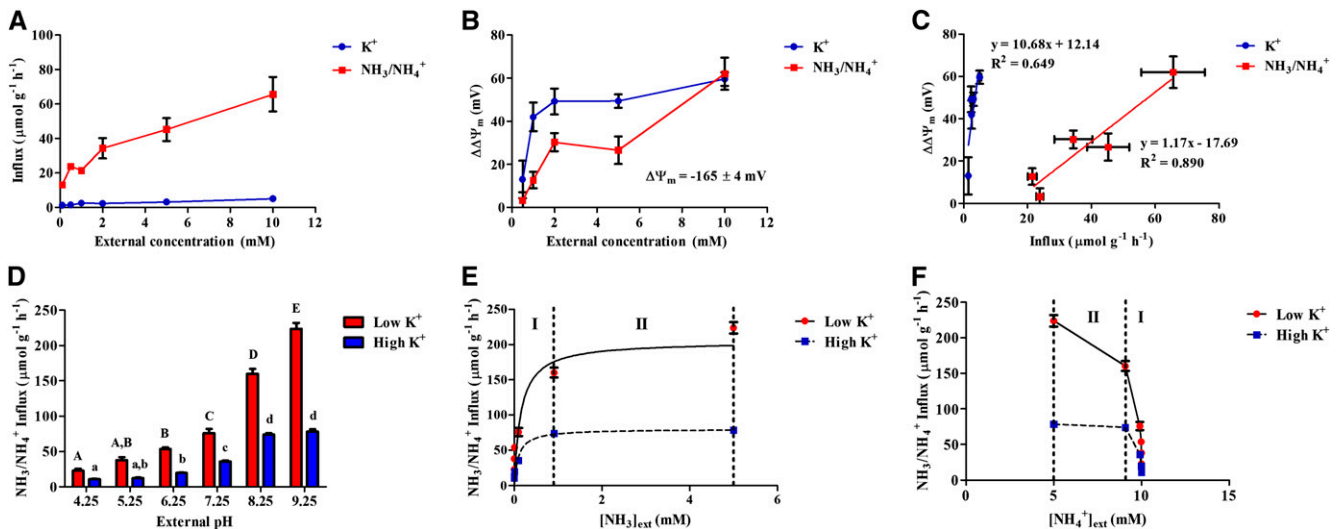 A
Influx (μmol g⁻¹ h⁻¹)
100
80
60
40
20
0
0 2 4 6 8 10 12
External concentration (mM)
K⁺
NH₃/NH₄⁺
B
ΔΔΨₘ (mV)
80
60
40
20
0
0 2 4 6 8 10 12
External concentration (mM)
ΔΨₘ = -165 ± 4 mV
K⁺
NH₃/NH₄⁺
C
ΔΔΨₘ (mV)
80
60
40
20
0
0 20 40 60 80
Influx (μmol g⁻¹ h⁻¹)
y = 10.68x + 12.14
R² = 0.649
y = 1.17x - 17.69
R² = 0.890
K⁺
NH₃/NH₄⁺
D
NH₃/NH₄⁺ Influx (μmol g⁻¹ h⁻¹)
250
200
150
100
50
0
A a A,B a,b B b C c D d E d
4.25 5.25 6.25 7.25 8.25 9.25
External pH
Low K⁺
High K⁺
E
NH₃/NH₄⁺ Influx (μmol g⁻¹ h⁻¹)
250
200
150
100
50
0
I II
0 2 4 6
[NH₃]ext (mM)
Low K⁺
High K⁺
F
NH₃/NH₄⁺ Influx (μmol g⁻¹ h⁻¹)
250
200
150
100
50
0
II I
0 5 10 15
[NH₄⁺]ext (mM)
Low K⁺
High K⁺